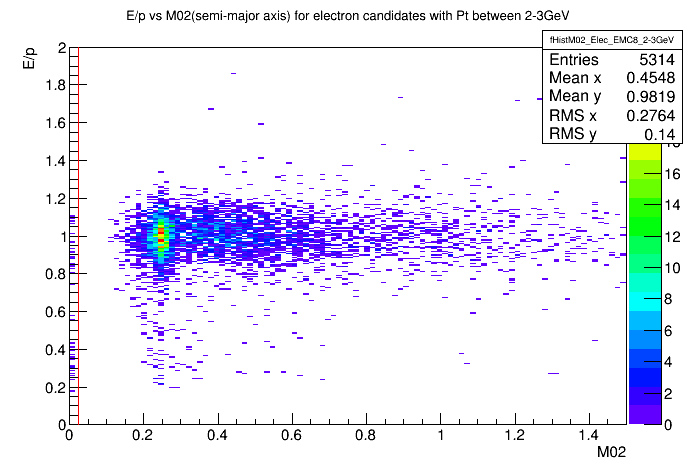 E/p vs M02(semi-major axis) for electron candidates with Pt between 2-3GeV
fHistM02_Elec_EMC8_2-3GeV
Entries 5314
Mean x 0.4548
Mean y 0.9819
RMS x 0.2764
RMS y 0.14
E/p
2
1.8
1.6
1.4
1.2
1
0.8
0.6
0.4
0.2
0
0 0.2 0.4 0.6 0.8 1 1.2 1.4
M02
16
14
12
10
8
6
4
2
0